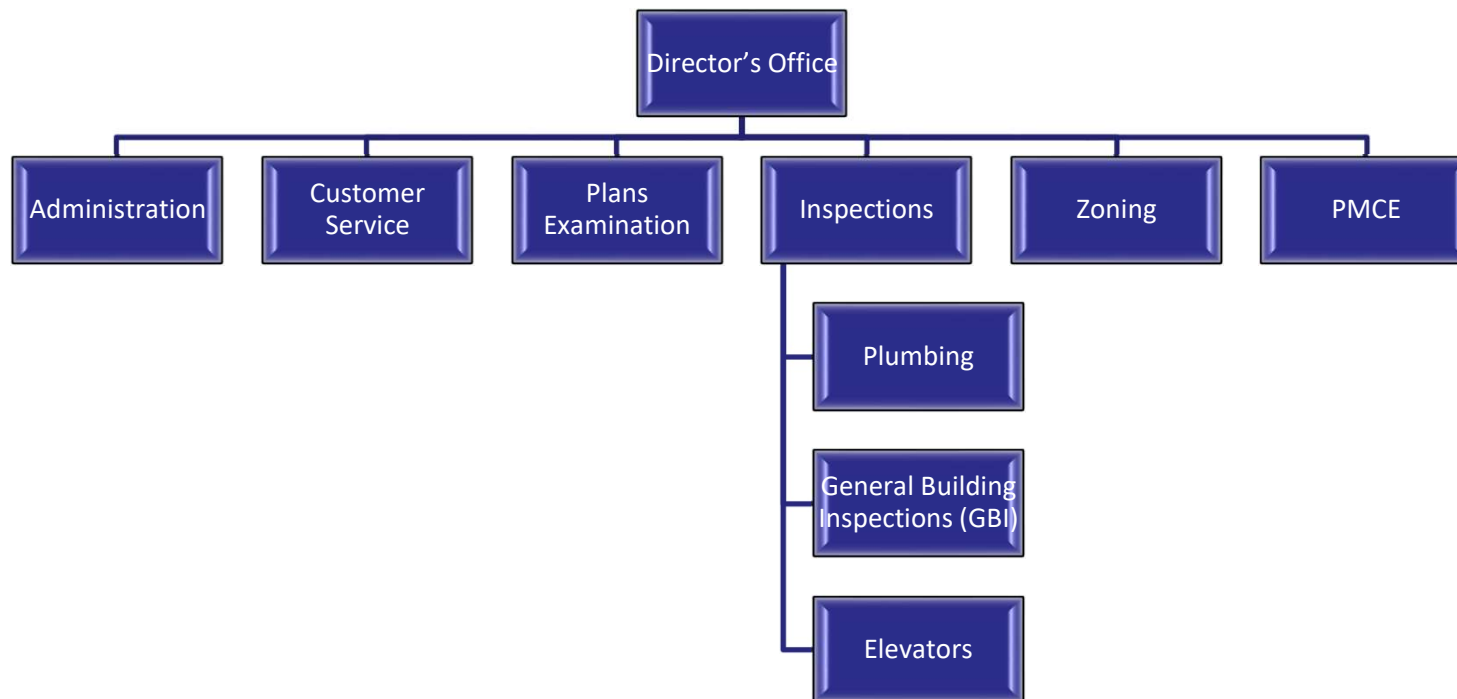 Director’s Office
Administration
Customer
Service
Plans
Examination
Inspections
Zoning
PMCE
Plumbing
General Building
Inspections (GBI)
Elevators